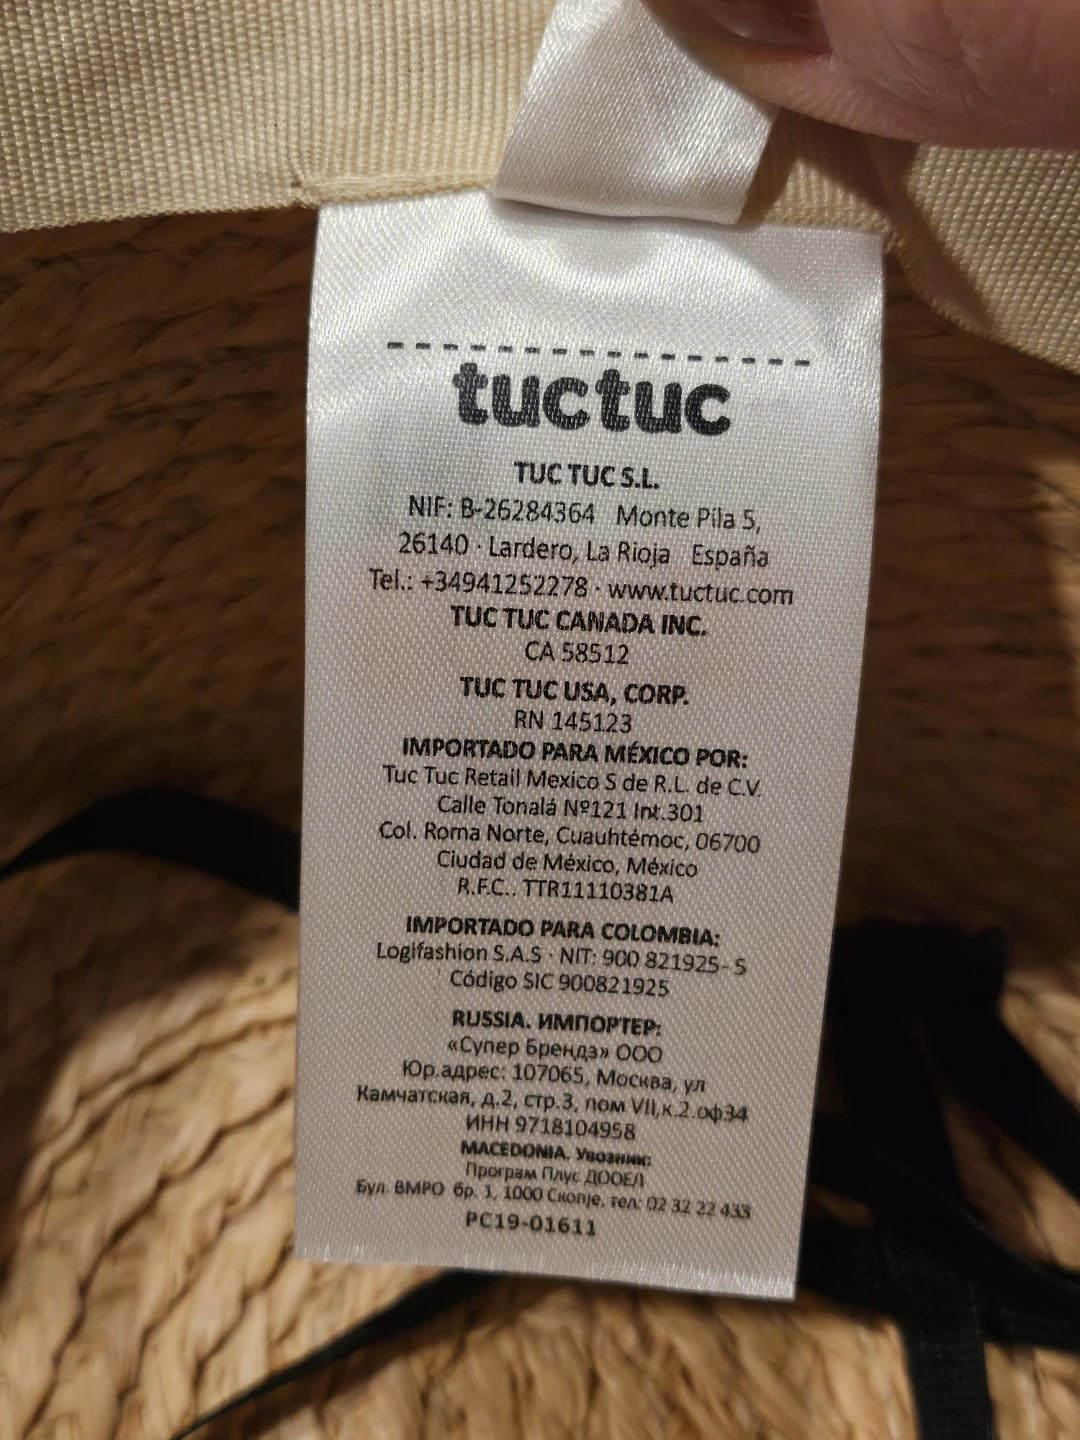 tuctuc
TUC TUC S.L.
NIF: B-26284364 Monte Pila 5,
26140 · Lardero, La Rioja España
Tel.: +34941252278 · www.tuctuc.com
TUC TUC CANADA INC.
CA 58512
TUC TUC USA, CORP.
RN 145123
IMPORTADO PARA MÉXICO POR:
Tuc Tuc Retail Mexico S de R.L. de C.V.
Calle Tonalá Nº121 Int.301
Col. Roma Norte, Cuauhtémoc, 06700
Ciudad de México, México
R.F.C.. TTR11110381A
IMPORTADO PARA COLOMBIA:
Logifashion S.A.S · NIT: 900 821925- 5
Código SIC 900821925
RUSSIA. ИМПОРТЕР:
«Супер Брендз» ООО
Юр.адрес: 107065, Москва, ул
Камчатская, д.2, стр.3, пом VII,к.2.оф34
ИНН 9718104958
MACEDONIA. Увозник:
Програм Плус ДООЕЛ
Бул. ВМРО бр. 1, 1000 Скопје, тел: 02 32 22 433
PC19-01611